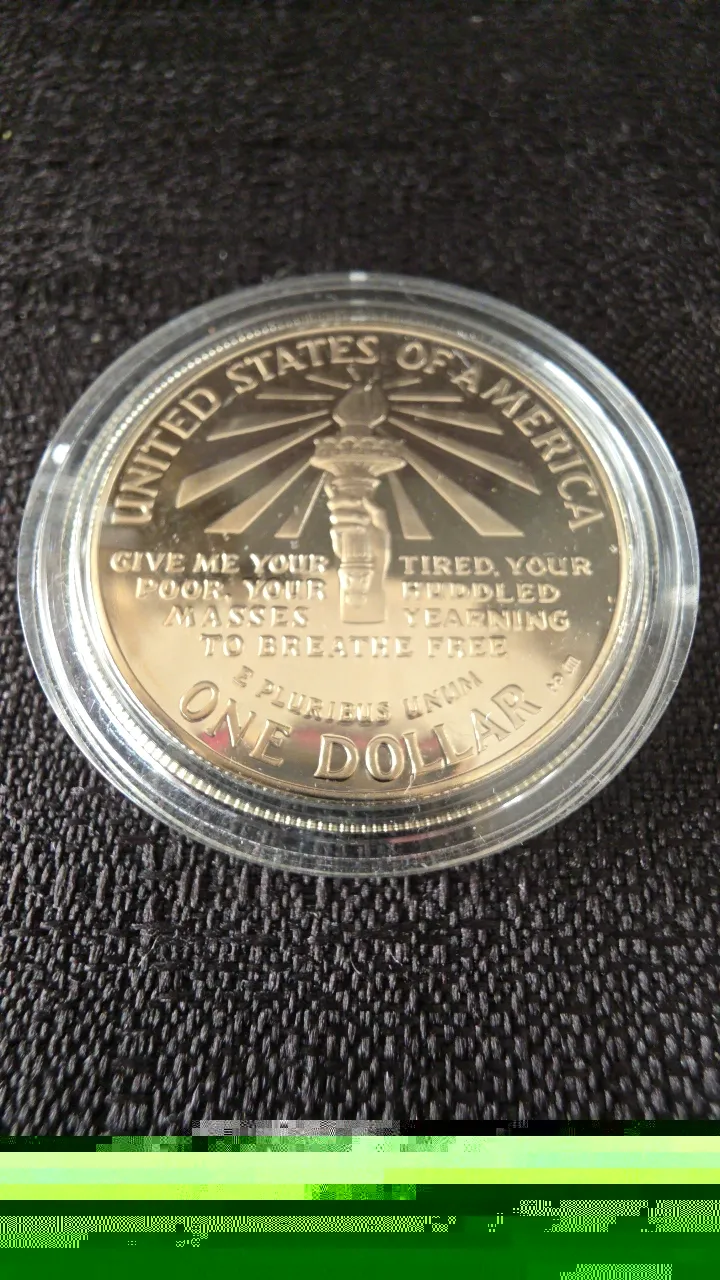 UNITED STATES OF AMERICA
GIVE ME YOUR TIRED, YOUR
POOR, YOUR HUDDLED
MASSES YEARNING
TO BREATHE FREE
E PLURIBUS UNUM
ONE DOLLAR